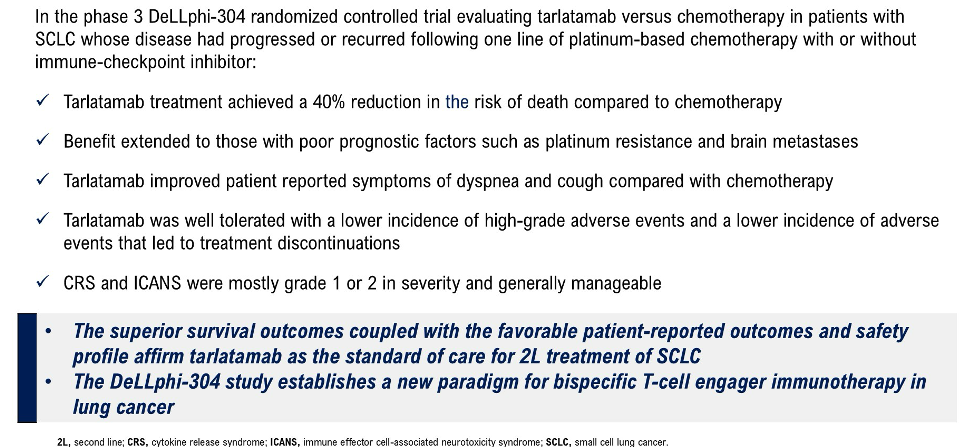 In the phase 3 DeLLphi-304 randomized controlled trial evaluating tarlatamab versus chemotherapy in patients with
SCLC whose disease had progressed or recurred following one line of platinum-based chemotherapy with or without
immune-checkpoint inhibitor:
✓ Tarlatamab treatment achieved a 40% reduction in the risk of death compared to chemotherapy
✓ Benefit extended to those with poor prognostic factors such as platinum resistance and brain metastases
✓ Tarlatamab improved patient reported symptoms of dyspnea and cough compared with chemotherapy
✓ Tarlatamab was well tolerated with a lower incidence of high-grade adverse events and a lower incidence of adverse
events that led to treatment discontinuations
✓ CRS and ICANS were mostly grade 1 or 2 in severity and generally manageable
• The superior survival outcomes coupled with the favorable patient-reported outcomes and safety
profile affirm tarlatamab as the standard of care for 2L treatment of SCLC
• The DeLLphi-304 study establishes a new paradigm for bispecific T-cell engager immunotherapy in
lung cancer
2L, second line; CRS, cytokine release syndrome; ICANS, immune effector cell-associated neurotoxicity syndrome; SCLC, small cell lung cancer.